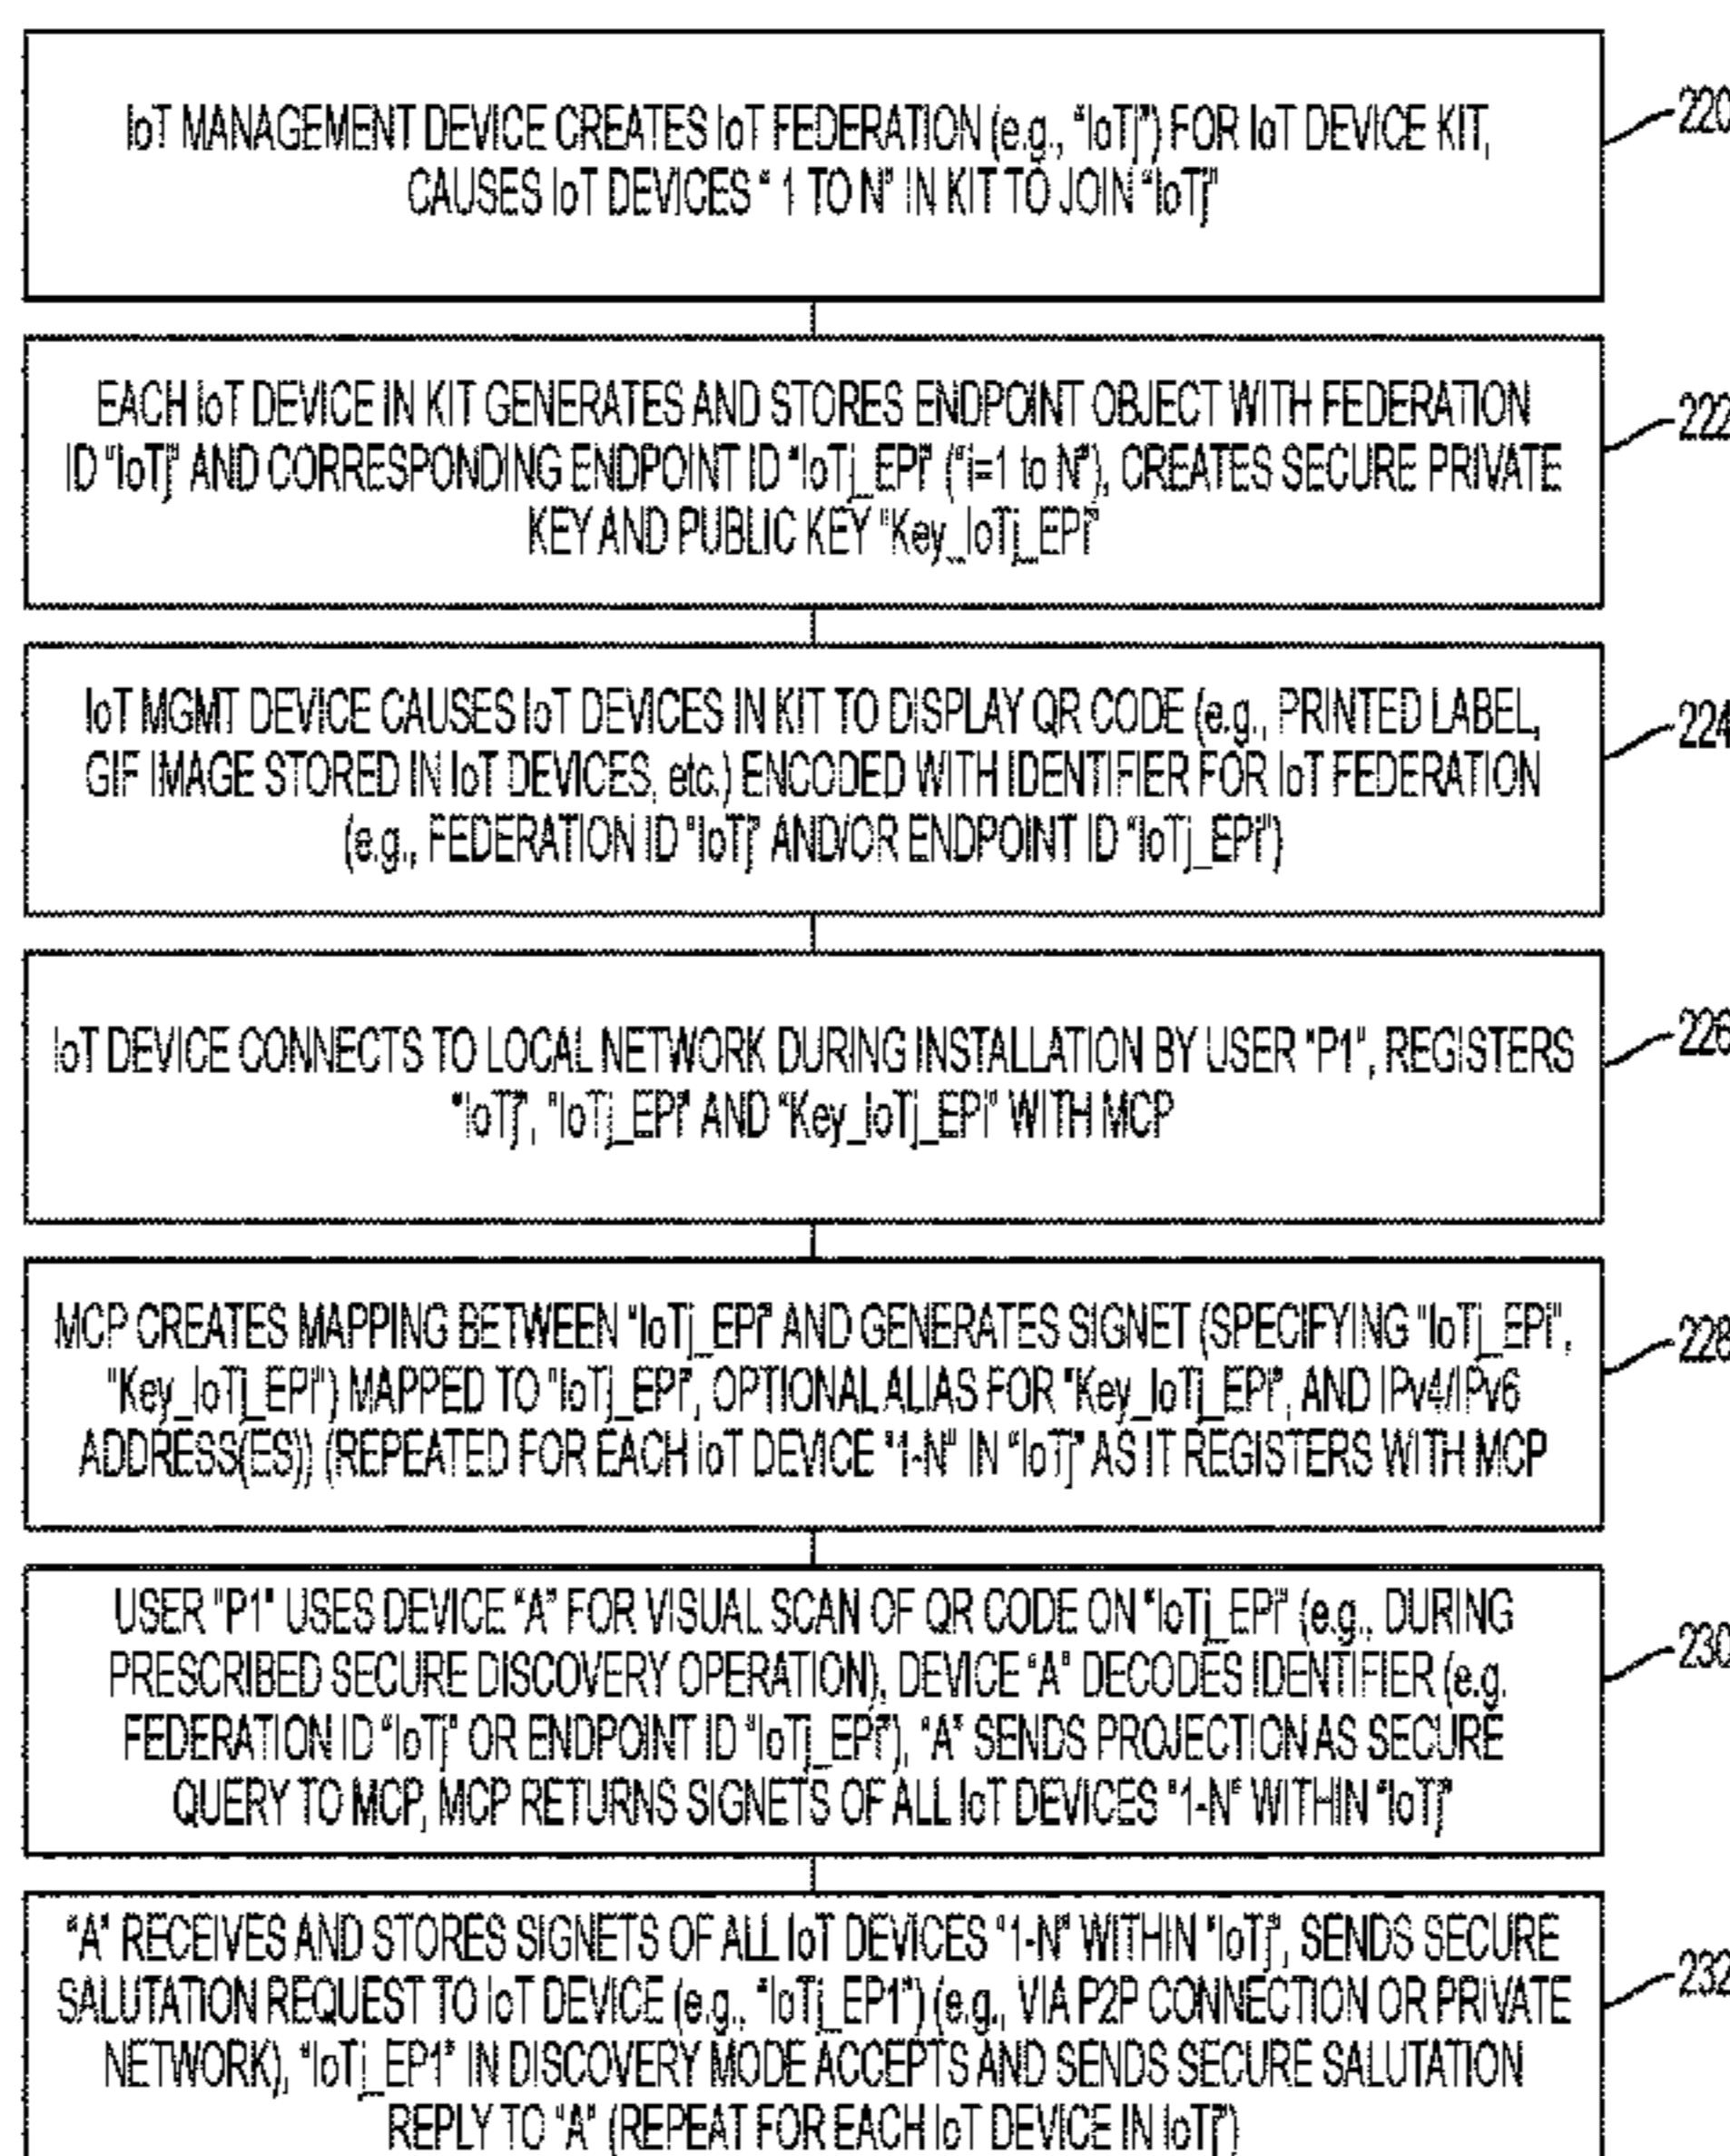 IoT MANAGEMENT DEVICE CREATES IoT FEDERATION (e.g., "IoTj") FOR IoT DEVICE KIT,
CAUSES IoT DEVICES " 1 TO N" IN KIT TO JOIN "IoTj"
220
EACH IoT DEVICE IN KIT GENERATES AND STORES ENDPOINT OBJECT WITH FEDERATION
ID "IoTj" AND CORRESPONDING ENDPOINT ID "IoTj_EPi" ("i=1 to N"), CREATES SECURE PRIVATE
KEY AND PUBLIC KEY "Key_IoTj_EPi"
222
IoT MGMT DEVICE CAUSES IoT DEVICES IN KIT TO DISPLAY QR CODE (e.g., PRINTED LABEL,
GIF IMAGE STORED IN IoT DEVICES, etc.) ENCODED WITH IDENTIFIER FOR IoT FEDERATION
(e.g., FEDERATION ID "IoTj" AND/OR ENDPOINT ID "IoTj_EPi")
224
IoT DEVICE CONNECTS TO LOCAL NETWORK DURING INSTALLATION BY USER "P1", REGISTERS
"IoTj", "IoTj_EPi" AND "Key_IoTj_EPi" WITH MCP
226
MCP CREATES MAPPING BETWEEN "IoTj_EPi" AND GENERATES SIGNET (SPECIFYING "IoTj_EPi",
"Key_IoTj_EPi") MAPPED TO "IoTj_EPi", OPTIONAL ALIAS FOR "Key_IoTj_EPi", AND IPv4/IPv6
ADDRESS(ES)) (REPEATED FOR EACH IoT DEVICE "1-N" IN "IoTj" AS IT REGISTERS WITH MCP
228
USER "P1" USES DEVICE "A" FOR VISUAL SCAN OF QR CODE ON "IoTj_EPi" (e.g., DURING
PRESCRIBED SECURE DISCOVERY OPERATION), DEVICE "A" DECODES IDENTIFIER (e.g.
FEDERATION ID "IoTj" OR ENDPOINT ID "IoTj_EPi"), "A" SENDS PROJECTION AS SECURE
QUERY TO MCP, MCP RETURNS SIGNETS OF ALL IoT DEVICES "1-N" WITHIN "IoTj"
230
"A" RECEIVES AND STORES SIGNETS OF ALL IoT DEVICES "1-N" WITHIN "IoTj", SENDS SECURE
SALUTATION REQUEST TO IoT DEVICE (e.g., "IoTj_EP1") (e.g., VIA P2P CONNECTION OR PRIVATE
NETWORK), "IoTj_EP1" IN DISCOVERY MODE ACCEPTS AND SENDS SECURE SALUTATION
REPLY TO "A" (REPEAT FOR EACH IoT DEVICE IN IoTj")
232